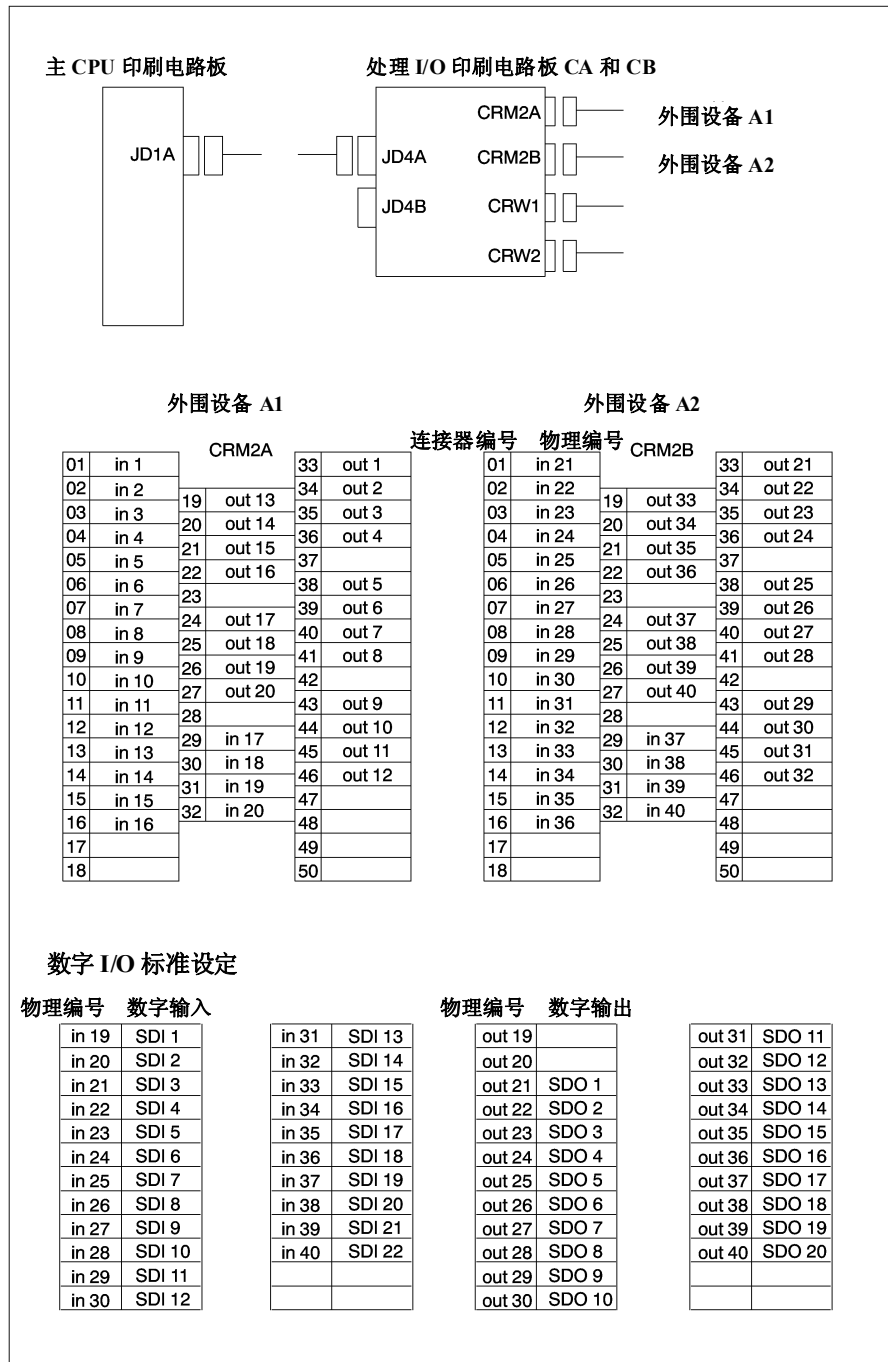 主 CPU 印刷电路板 处理 I/O 印刷电路板 CA 和 CB
CRM2A 外围设备 A1
JD1A JD4A CRM2B 外围设备 A2
JD4B CRW1
CRW2
外围设备 A1 外围设备 A2
连接器编号 物理编号
CRM2A
01 in 1
02 in 2
03 in 3
04 in 4
05 in 5
06 in 6
07 in 7
08 in 8
09 in 9
10 in 10
11 in 11
12 in 12
13 in 13
14 in 14
15 in 15
16 in 16
17
18
19 out 13
20 out 14
21 out 15
22 out 16
23
24 out 17
25 out 18
26 out 19
27 out 20
28
29 in 17
30 in 18
31 in 19
32 in 20
33 out 1
34 out 2
35 out 3
36 out 4
37
38 out 5
39 out 6
40 out 7
41 out 8
42
43 out 9
44 out 10
45 out 11
46 out 12
47
48
49
50
CRM2B
01 in 21
02 in 22
03 in 23
04 in 24
05 in 25
06 in 26
07 in 27
08 in 28
09 in 29
10 in 30
11 in 31
12 in 32
13 in 33
14 in 34
15 in 35
16 in 36
17
18
19 out 33
20 out 34
21 out 35
22 out 36
23
24 out 37
25 out 38
26 out 39
27 out 40
28
29 in 37
30 in 38
31 in 39
32 in 40
33 out 21
34 out 22
35 out 23
36 out 24
37
38 out 25
39 out 26
40 out 27
41 out 28
42
43 out 29
44 out 30
45 out 31
46 out 32
47
48
49
50
数字 I/O 标准设定
物理编号 数字输入 物理编号 数字输出
in 19 SDI 1 in 31 SDI 13 out 19 out 31 SDO 11
in 20 SDI 2 in 32 SDI 14 out 20 out 32 SDO 12
in 21 SDI 3 in 33 SDI 15 out 21 SDO 1 out 33 SDO 13
in 22 SDI 4 in 34 SDI 16 out 22 SDO 2 out 34 SDO 14
in 23 SDI 5 in 35 SDI 17 out 23 SDO 3 out 35 SDO 15
in 24 SDI 6 in 36 SDI 18 out 24 SDO 4 out 36 SDO 16
in 25 SDI 7 in 37 SDI 19 out 25 SDO 5 out 37 SDO 17
in 26 SDI 8 in 38 SDI 20 out 26 SDO 6 out 38 SDO 18
in 27 SDI 9 in 39 SDI 21 out 27 SDO 7 out 39 SDO 19
in 28 SDI 10 in 40 SDI 22 out 28 SDO 8 out 40 SDO 20
in 29 SDI 11 out 29 SDO 9
in 30 SDI 12 out 30 SDO 10